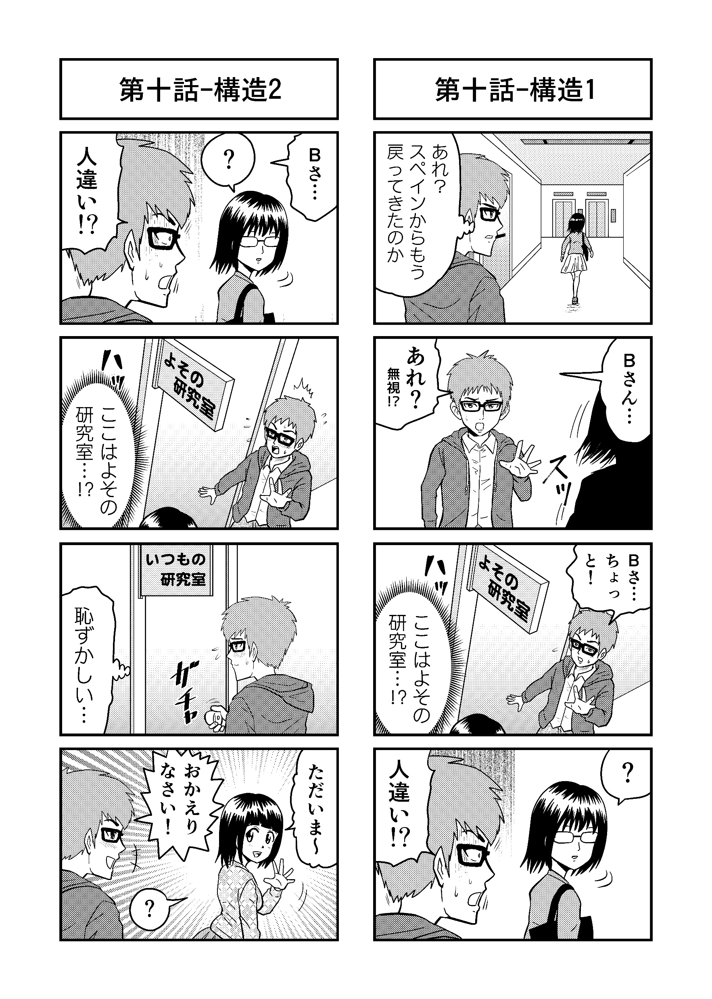 第十話-構造1
あれ?
スペインからもう
戻ってきたのか
Bさん…
スッ
あれ?
無視!?
Bさ…
ちょっ
と!
よその
研究室
ハッ
ここはよその
研究室…!?
?
人違い!?
第十話-構造2
Bさ…
?
人違い!?
よその
研究室
ハッ
ここはよその
研究室…!?
いつもの
研究室
ガチャ
恥ずかしい…
ただいま〜
おかえり
なさい!
?